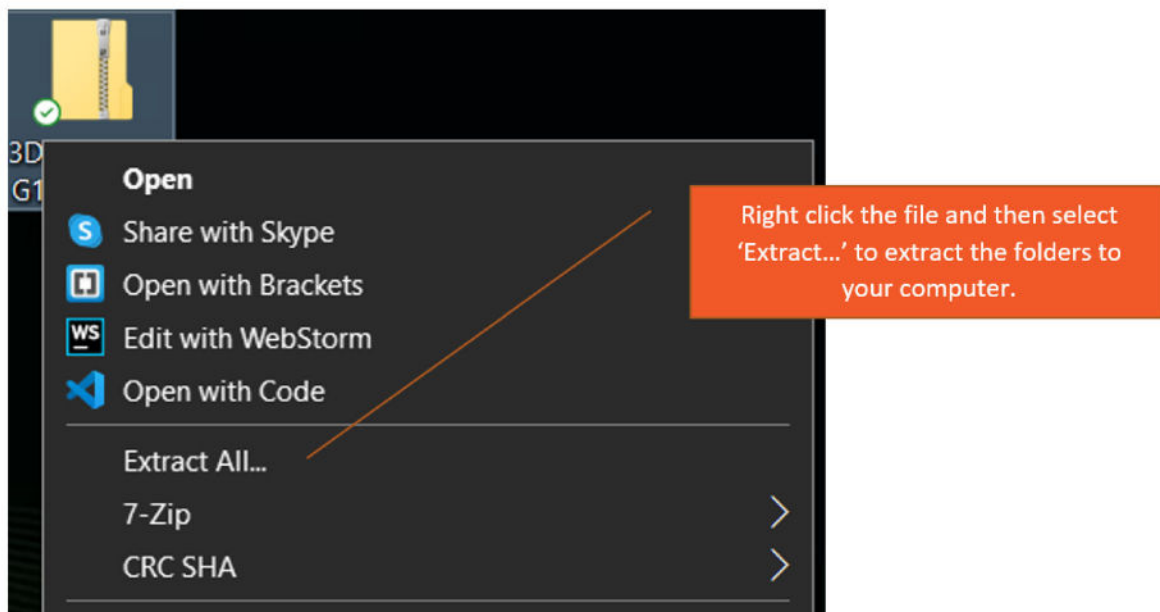 3D
G1
Open
Share with Skype
Open with Brackets
Edit with WebStorm
Open with Code
Extract All...
7-Zip
CRC SHA
Right click the file and then select
‘Extract...’ to extract the folders to
your computer.
S
WS